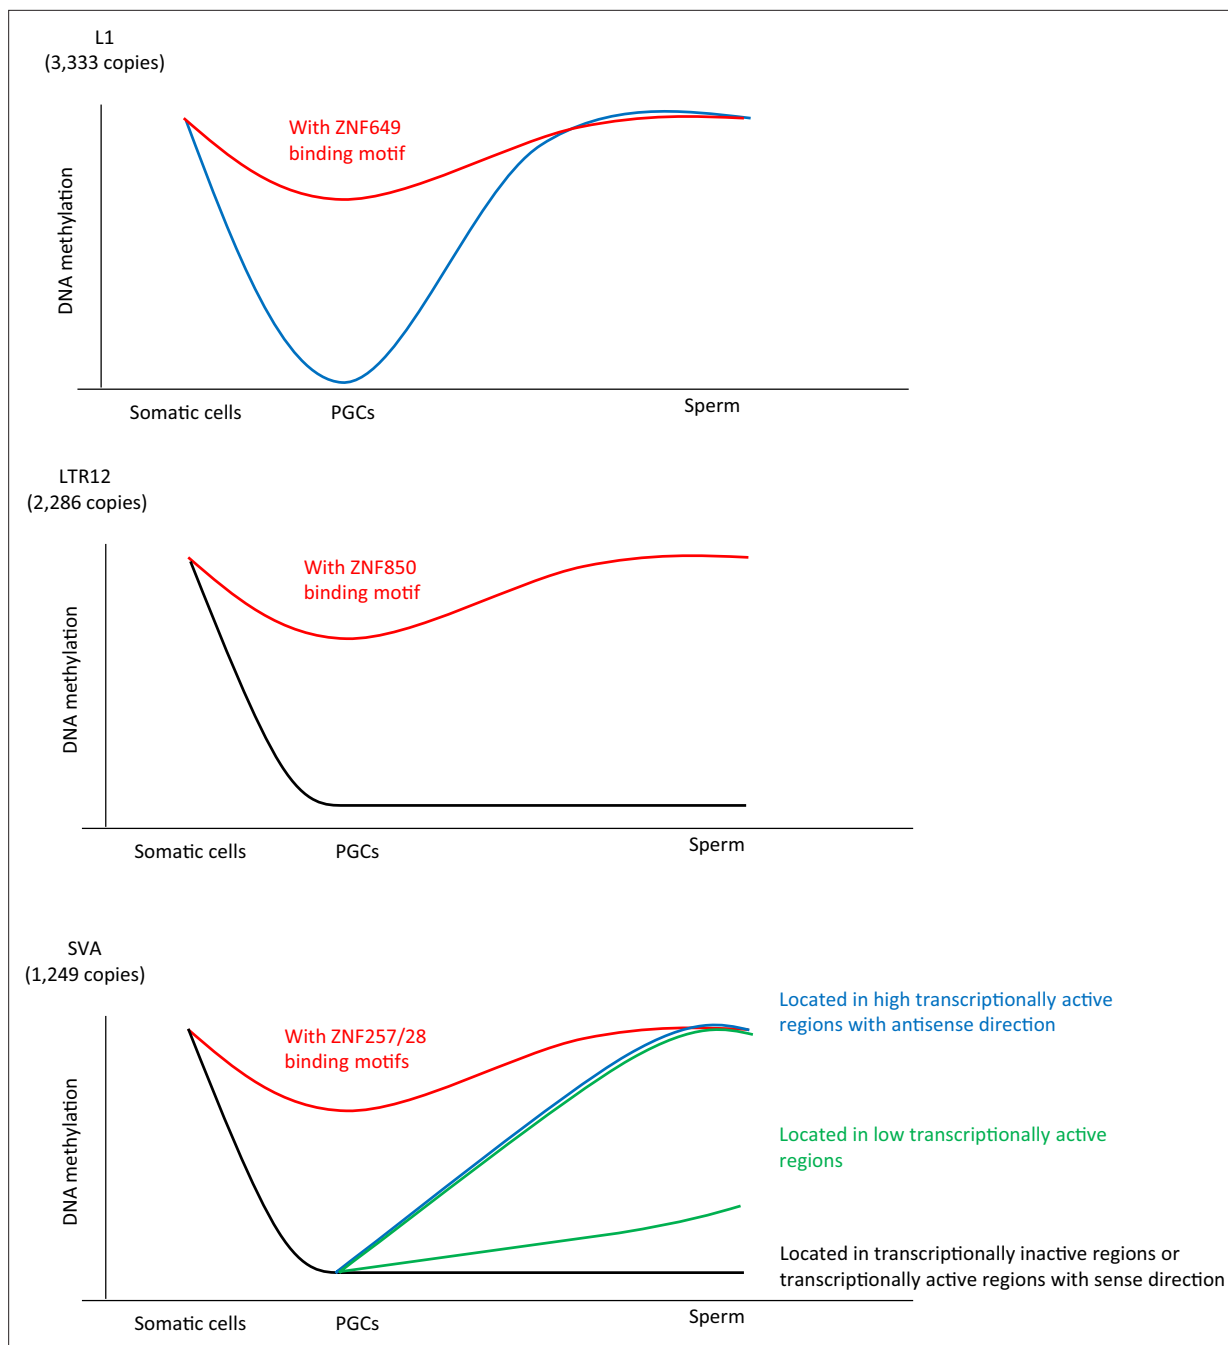 L1
(3,333 copies)
With ZNF649
binding motif
DNA methylation
Somatic cells
PGCs
Sperm
LTR12
(2,286 copies)
With ZNF850
binding motif
DNA methylation
Somatic cells
PGCs
Sperm
SVA
(1,249 copies)
With ZNF257/28
binding motifs
DNA methylation
Located in high transcriptionally active
regions with antisense direction
Located in low transcriptionally active
regions
Located in transcriptionally inactive regions or
transcriptionally active regions with sense direction
Somatic cells
PGCs
Sperm